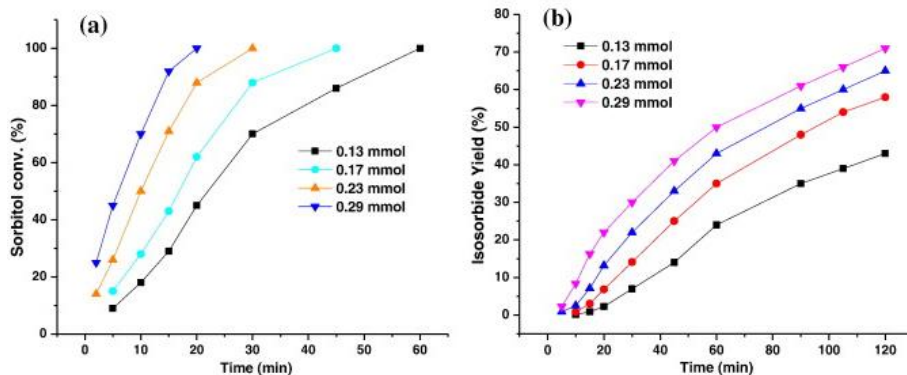 (a)
100
80
60
40
20
0
Sorbitol conv. (%)
0.13 mmol
0.17 mmol
0.23 mmol
0.29 mmol
0 10 20 30 40 50 60
Time (min)
(b)
80
70
60
50
40
30
20
10
0
Isosorbide Yield (%)
0.13 mmol
0.17 mmol
0.23 mmol
0.29 mmol
0 20 40 60 80 100 120
Time (min)